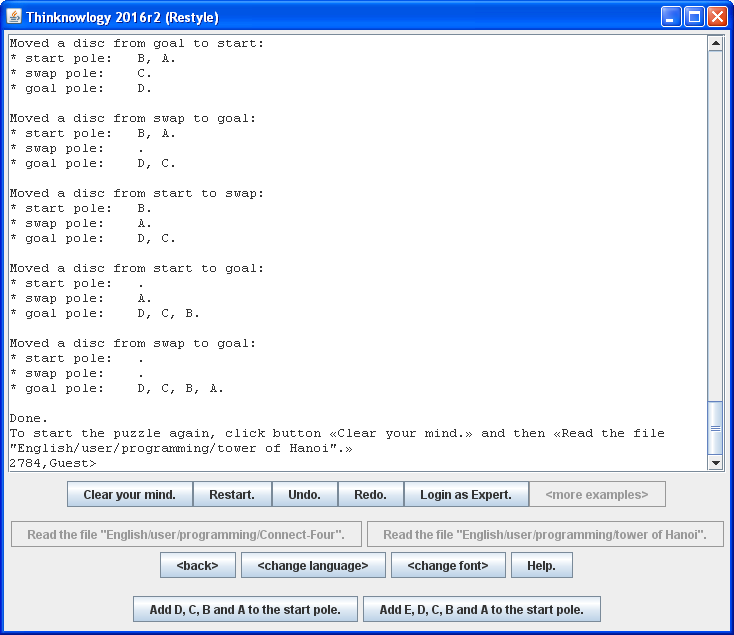 Thinknowlogy 2016r2 (Restyle)
Moved a disc from goal to start:
* start pole:   B, A.
* swap pole:    C.
* goal pole:    D.
Moved a disc from swap to goal:
* start pole:   B, A.
* swap pole:    .
* goal pole:    D, C.
Moved a disc from start to swap:
* start pole:   B.
* swap pole:    A.
* goal pole:    D, C.
Moved a disc from start to goal:
* start pole:   .
* swap pole:    A.
* goal pole:    D, C, B.
Moved a disc from swap to goal:
* start pole:   .
* swap pole:    .
* goal pole:    D, C, B, A.
Done.
To start the puzzle again, click button «Clear your mind.» and then «Read the file
"English/user/programming/tower of Hanoi".»
2784,Guest>
Clear your mind. Restart. Undo. Redo. Login as Expert. <more examples>
Read the file "English/user/programming/Connect-Four". Read the file "English/user/programming/tower of Hanoi".
<back> <change language> <change font> Help.
Add D, C, B and A to the start pole. Add E, D, C, B and A to the start pole.